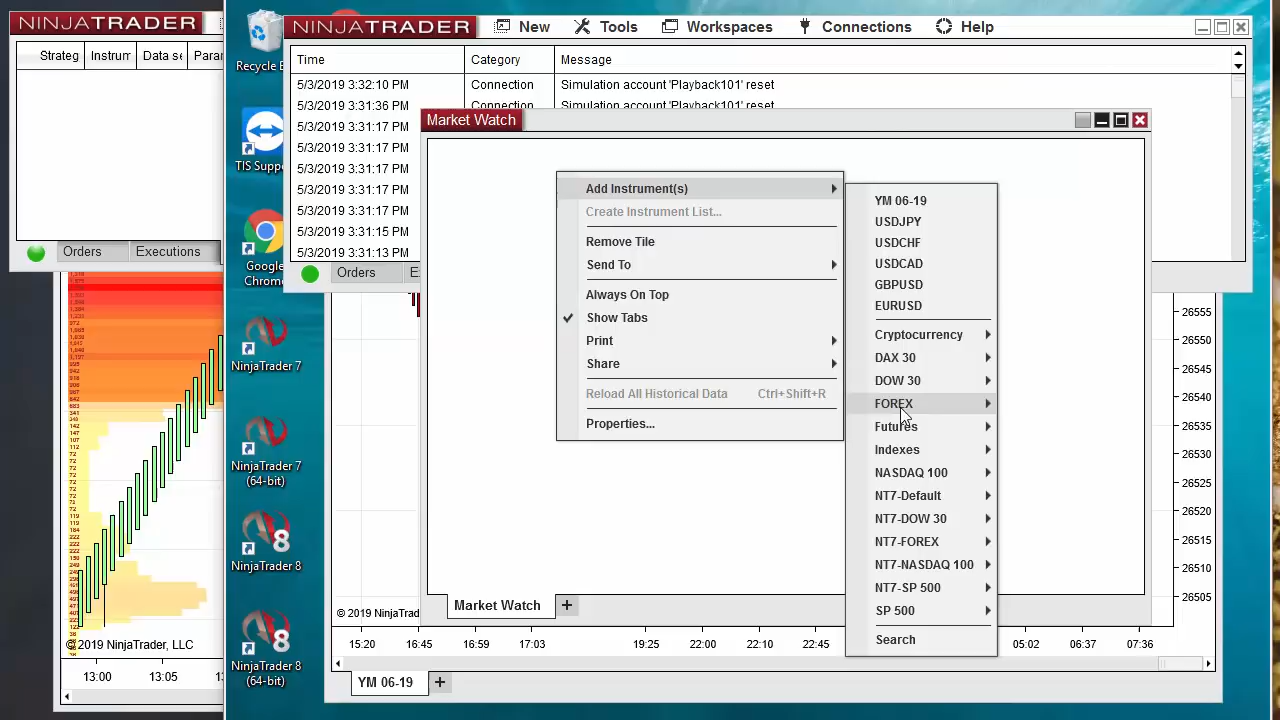 NINJATRADER
Strateg Instrum Data se Para
Orders Executions
© 2019 NinjaTrader, LLC
13:00 13:05
Recycle
TIS Supp
Google
Chrome
NinjaTrader 7
NinjaTrader 7
(64-bit)
NinjaTrader 8
NinjaTrader 8
(64-bit)
NINJATRADER New Tools Workspaces Connections Help
Time Category Message
5/3/2019 3:32:10 PM Connection Simulation account 'Playback101' reset
5/3/2019 3:31:36 PM Connection Simulation account 'Playback101' reset
5/3/2019 3:31:17 PM
5/3/2019 3:31:17 PM
5/3/2019 3:31:17 PM
5/3/2019 3:31:17 PM
5/3/2019 3:31:17 PM
5/3/2019 3:31:15 PM
5/3/2019 3:31:13 PM
Orders E
Market Watch
Add Instrument(s)
Create Instrument List...
Remove Tile
Send To
Always On Top
Show Tabs
Print
Share
Reload All Historical Data Ctrl+Shift+R
Properties...
YM 06-19
USDJPY
USDCHF
USDCAD
GBPUSD
EURUSD
Cryptocurrency
DAX 30
DOW 30
FOREX
Futures
Indexes
NASDAQ 100
NT7-Default
NT7-DOW 30
NT7-FOREX
NT7-NASDAQ 100
NT7-SP 500
SP 500
Search
Market Watch +
26555
26550
26545
26540
26535
26530
26525
26520
26515
26510
26505
© 2019 NinjaTrad
15:20 16:45 16:59 17:03 19:25 22:00 22:10 22:45 05:02 06:37 07:36
YM 06-19 +